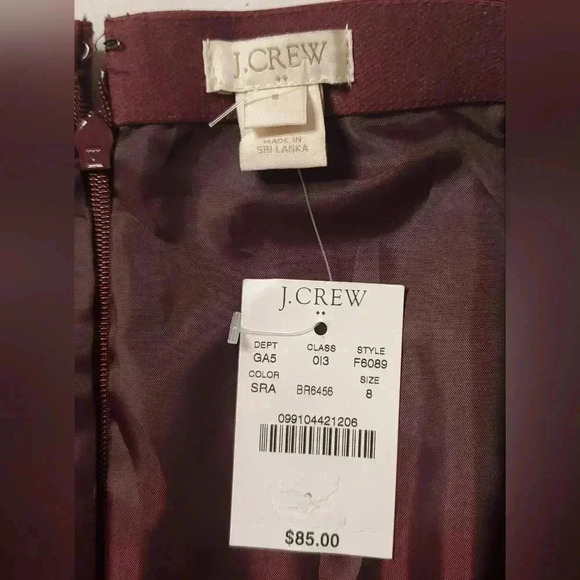 J.CREW
8
MADE IN
SRI LANKA
J.CREW
DEPT CLASS STYLE
GA5 013 F6089
COLOR SIZE
SRA BR6456 8
099104421206
$85.00